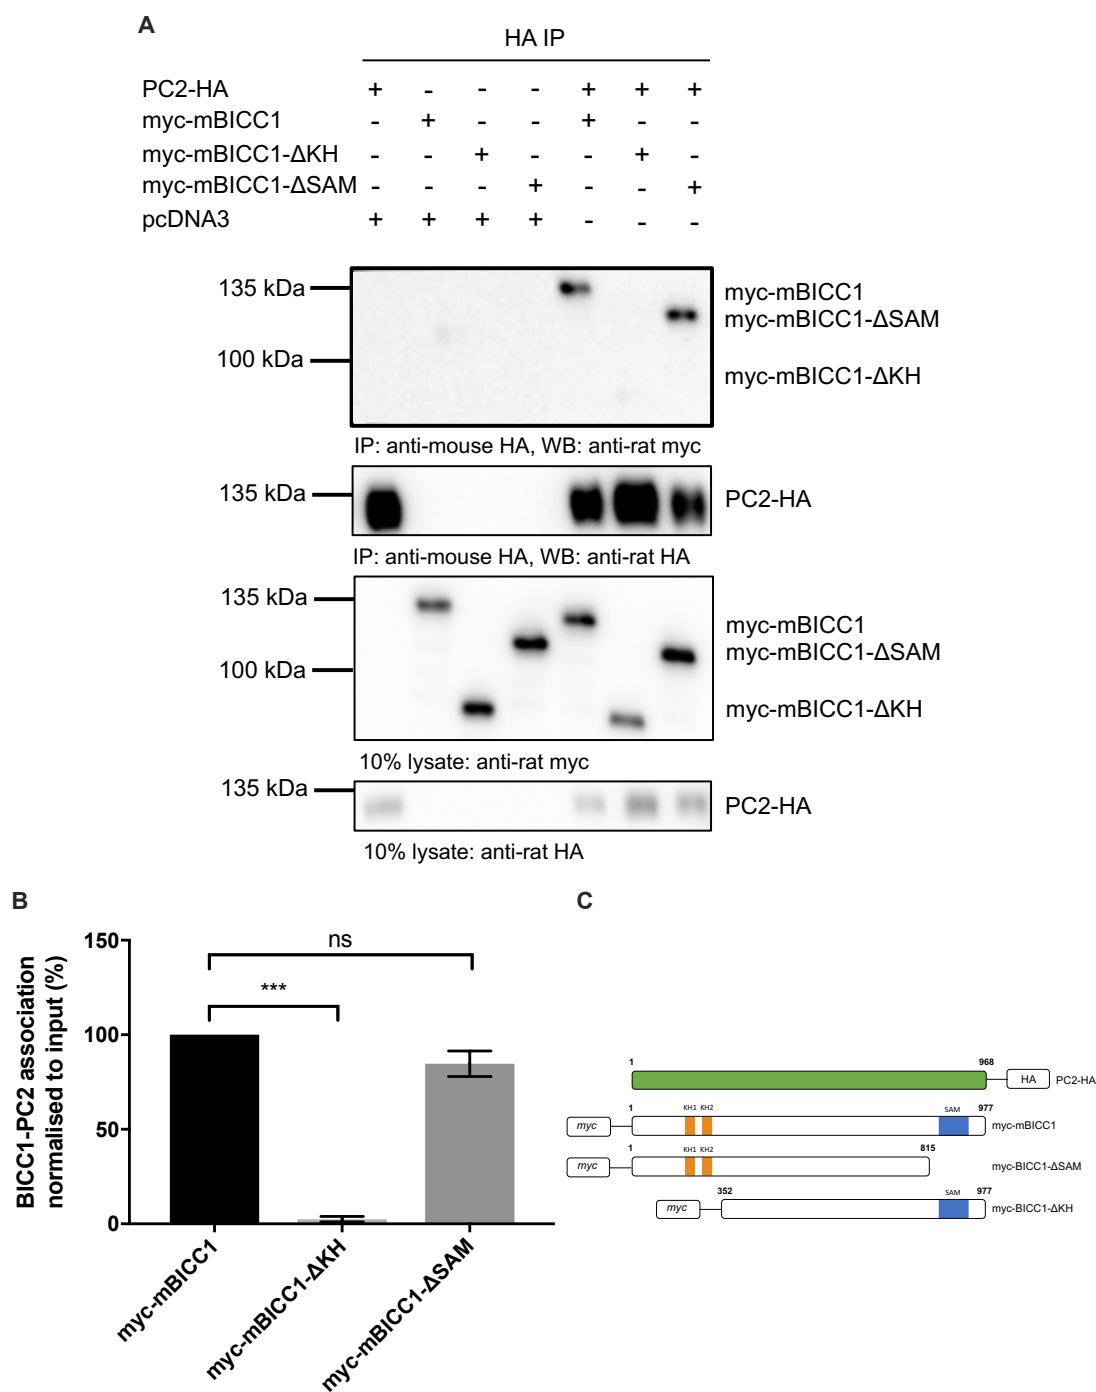 A
HA IP
PC2-HA + - - - + + +
myc-mBICC1 - + - - + - -
myc-mBICC1-ΔKH - - + - - + -
myc-mBICC1-ΔSAM - - - + - - +
pcDNA3 + + + + - - -
135 kDa
myc-mBICC1
myc-mBICC1-ΔSAM
100 kDa
myc-mBICC1-ΔKH
IP: anti-mouse HA, WB: anti-rat myc
135 kDa
PC2-HA
IP: anti-mouse HA, WB: anti-rat HA
135 kDa
myc-mBICC1
myc-mBICC1-ΔSAM
100 kDa
myc-mBICC1-ΔKH
10% lysate: anti-rat myc
135 kDa
PC2-HA
10% lysate: anti-rat HA
B
BICC1-PC2 association
normalised to input (%)
150
100
50
0
ns
***
myc-mBICC1
myc-mBICC1-ΔKH
myc-mBICC1-ΔSAM
C
1 968
HA PC2-HA
1 KH1 KH2 SAM 977
myc myc-mBICC1
1 KH1 KH2 815
myc myc-BICC1-ΔSAM
352 SAM 977
myc myc-BICC1-ΔKH